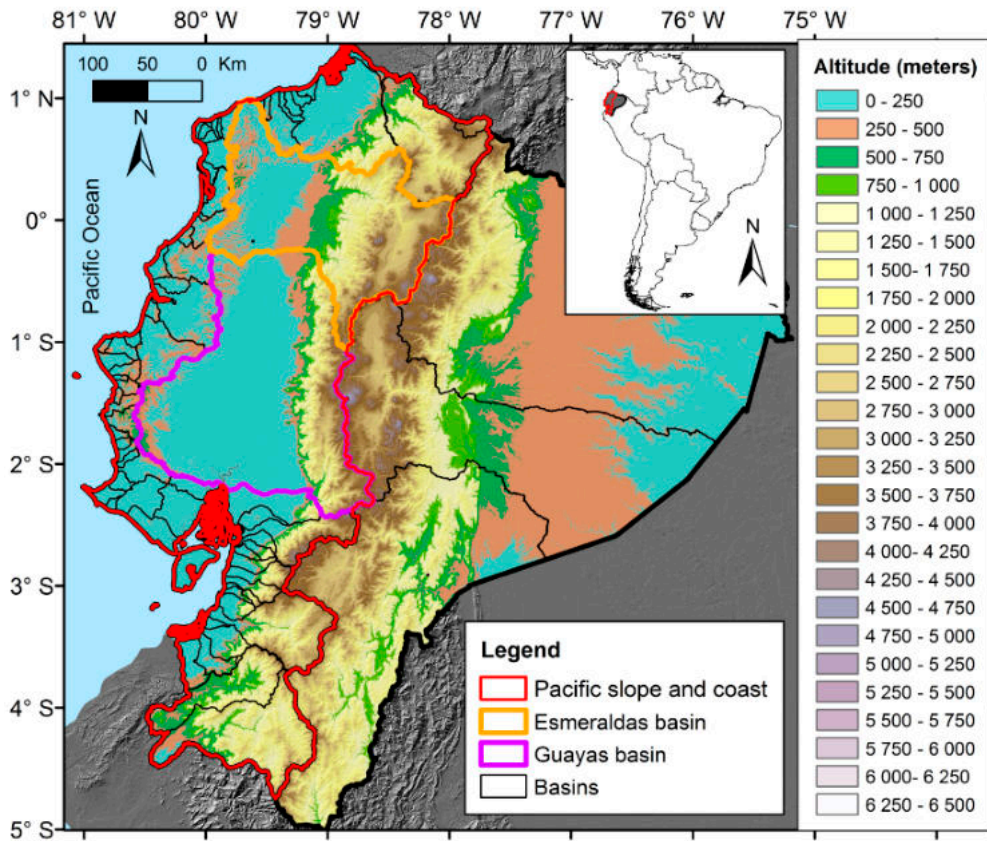 81° W 80° W 79° W 78° W 77° W 76° W 75° W
100 50 0 Km
N
1° N
0°
1° S
2° S
3° S
4° S
5° S
Pacific Ocean
N
Altitude (meters)
0 - 250
250 - 500
500 - 750
750 - 1 000
1 000 - 1 250
1 250 - 1 500
1 500- 1 750
1 750 - 2 000
2 000 - 2 250
2 250 - 2 500
2 500 - 2 750
2 750 - 3 000
3 000 - 3 250
3 250 - 3 500
3 500 - 3 750
3 750 - 4 000
4 000 - 4 250
4 250 - 4 500
4 500 - 4 750
4 750 - 5 000
5 000 - 5 250
5 250 - 5 500
5 500 - 5 750
5 750 - 6 000
6 000- 6 250
6 250 - 6 500
Legend
Pacific slope and coast
Esmeraldas basin
Guayas basin
Basins